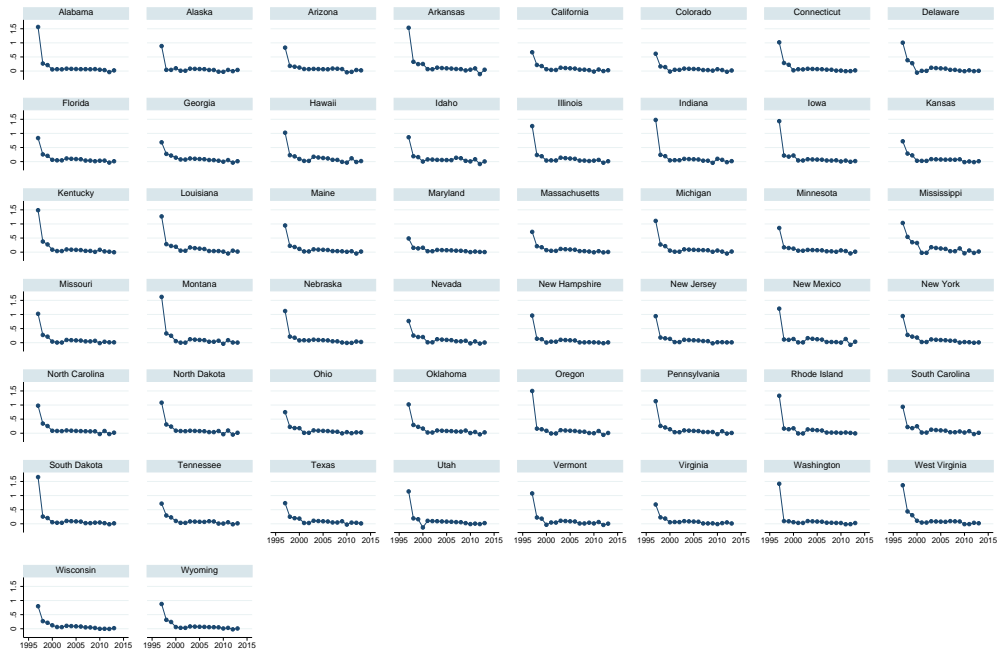 Alabama Alaska Arizona Arkansas California Colorado Connecticut Delaware
0 .5 1 1.5
Florida Georgia Hawaii Idaho Illinois Indiana Iowa Kansas
0 .5 1 1.5
Kentucky Louisiana Maine Maryland Massachusetts Michigan Minnesota Mississippi
0 .5 1 1.5
Missouri Montana Nebraska Nevada New Hampshire New Jersey New Mexico New York
0 .5 1 1.5
North Carolina North Dakota Ohio Oklahoma Oregon Pennsylvania Rhode Island South Carolina
0 .5 1 1.5
South Dakota Tennessee Texas Utah Vermont Virginia Washington West Virginia
0 .5 1 1.5
1995 2000 2005 2010 2015 1995 2000 2005 2010 2015 1995 2000 2005 2010 2015 1995 2000 2005 2010 2015 1995 2000 2005 2010 2015 1995 2000 2005 2010 2015
Wisconsin Wyoming
0 .5 1 1.5
1995 2000 2005 2010 2015 1995 2000 2005 2010 2015